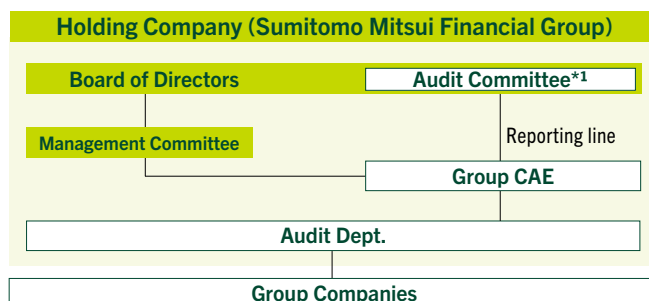 Holding Company (Sumitomo Mitsui Financial Group)
Board of Directors
Audit Committee*1
Management Committee
Reporting line
Group CAE
Audit Dept.
Group Companies